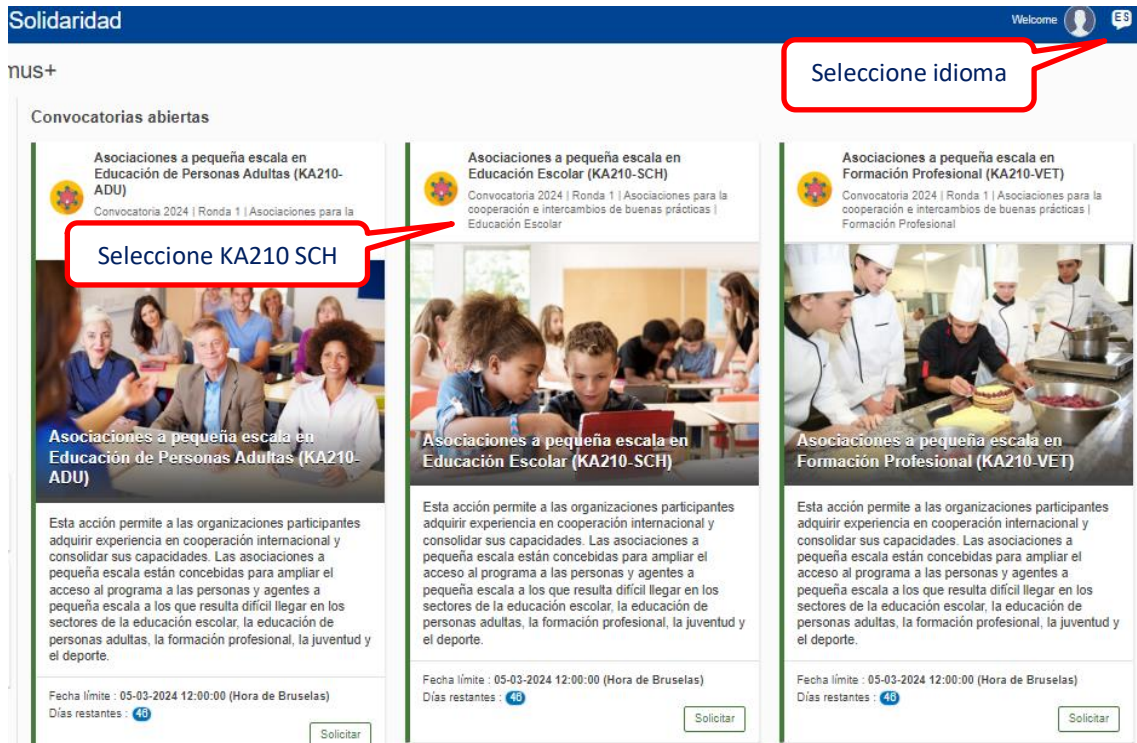 Solidaridad
Welcome
ES
mus+
Seleccione idioma
Convocatorias abiertas
Asociaciones a pequeña escala en
Educación de Personas Adultas (KA210-
ADU)
Convocatoria 2024 | Ronda 1 | Asociaciones para la
Seleccione KA210 SCH
Asociaciones a pequeña escala en
Educación de Personas Adultas (KA210-
ADU)
Esta acción permite a las organizaciones participantes
adquirir experiencia en cooperación internacional y
consolidar sus capacidades. Las asociaciones a
pequeña escala están concebidas para ampliar el
acceso al programa a las personas y agentes a
pequeña escala a los que resulta difícil llegar en los
sectores de la educación escolar, la educación de
personas adultas, la formación profesional, la juventud y
el deporte.
Fecha límite : 05-03-2024 12:00:00 (Hora de Bruselas)
Días restantes : 46
Solicitar
Asociaciones a pequeña escala en
Educación Escolar (KA210-SCH)
Convocatoria 2024 | Ronda 1 | Asociaciones para la
cooperación e intercambios de buenas prácticas |
Educación Escolar
Asociaciones a pequeña escala en
Educación Escolar (KA210-SCH)
Esta acción permite a las organizaciones participantes
adquirir experiencia en cooperación internacional y
consolidar sus capacidades. Las asociaciones a
pequeña escala están concebidas para ampliar el
acceso al programa a las personas y agentes a
pequeña escala a los que resulta difícil llegar en los
sectores de la educación escolar, la educación de
personas adultas, la formación profesional, la juventud y
el deporte.
Fecha límite : 05-03-2024 12:00:00 (Hora de Bruselas)
Días restantes : 46
Solicitar
Asociaciones a pequeña escala en
Formación Profesional (KA210-VET)
Convocatoria 2024 | Ronda 1 | Asociaciones para la
cooperación e intercambios de buenas prácticas |
Formación Profesional
Asociaciones a pequeña escala en
Formación Profesional (KA210-VET)
Esta acción permite a las organizaciones participantes
adquirir experiencia en cooperación internacional y
consolidar sus capacidades. Las asociaciones a
pequeña escala están concebidas para ampliar el
acceso al programa a las personas y agentes a
pequeña escala a los que resulta difícil llegar en los
sectores de la educación escolar, la educación de
personas adultas, la formación profesional, la juventud y
el deporte.
Fecha límite : 05-03-2024 12:00:00 (Hora de Bruselas)
Días restantes : 46
Solicitar